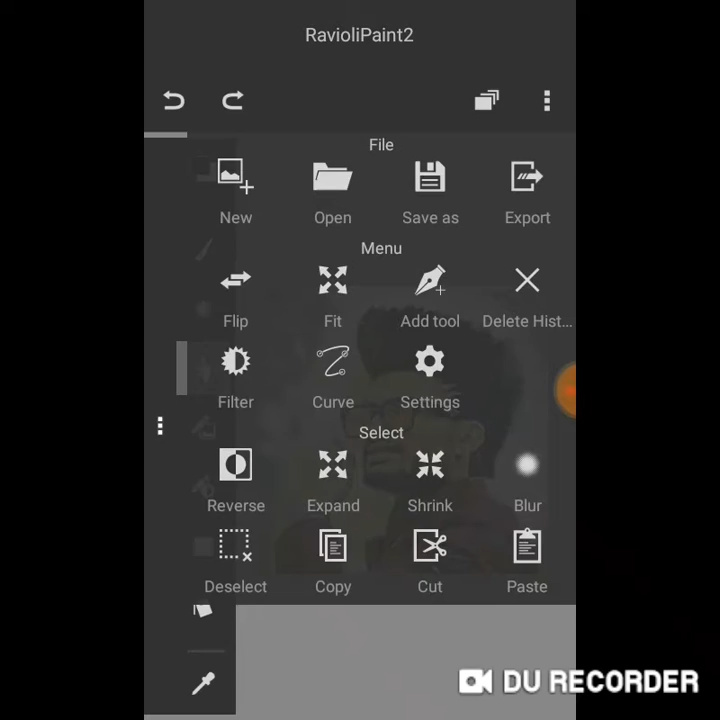 RavioliPaint2
File
New Open Save as Export
Menu
Flip Fit Add tool Delete Hist...
Filter Curve Settings
Select
Reverse Expand Shrink Blur
Deselect Copy Cut Paste
DU RECORDER